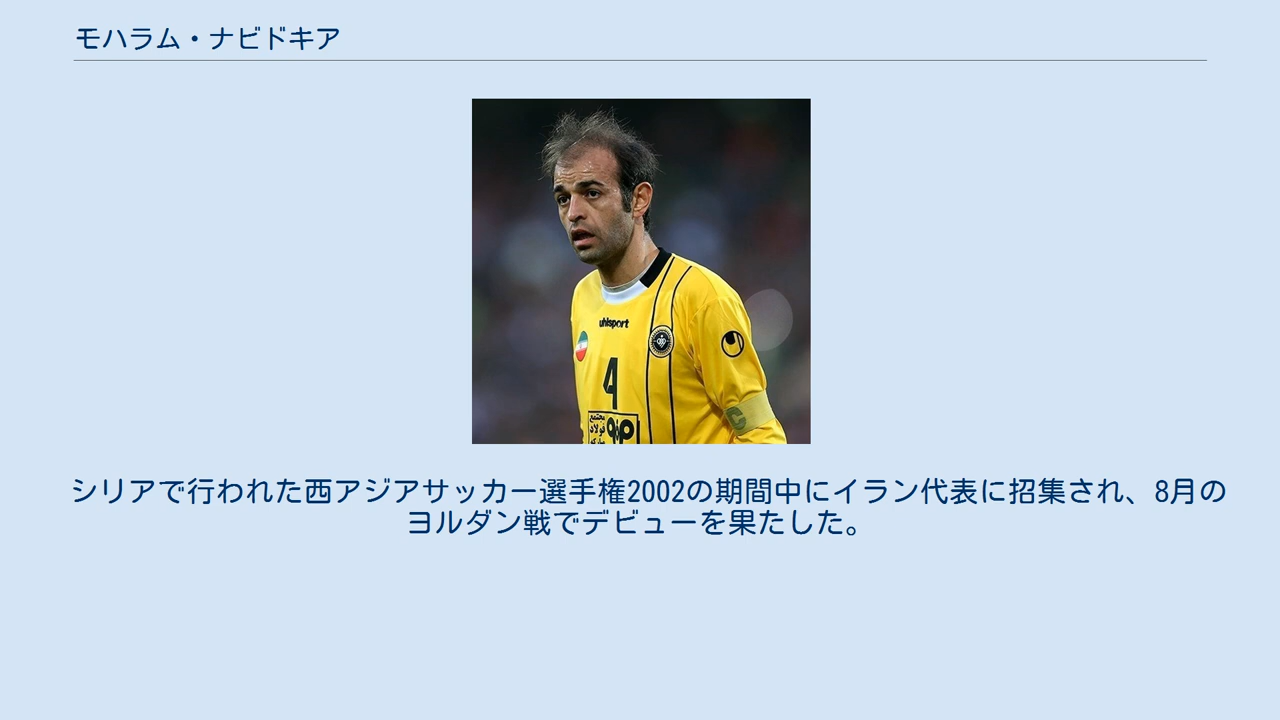 モハラム・ナビドキア
uhlsport
4
مجتمع
فولاد
シリアで行われた西アジアサッカー選手権2002の期間中にイラン代表に招集され、8月の
ヨルダン戦でデビューを果たした。